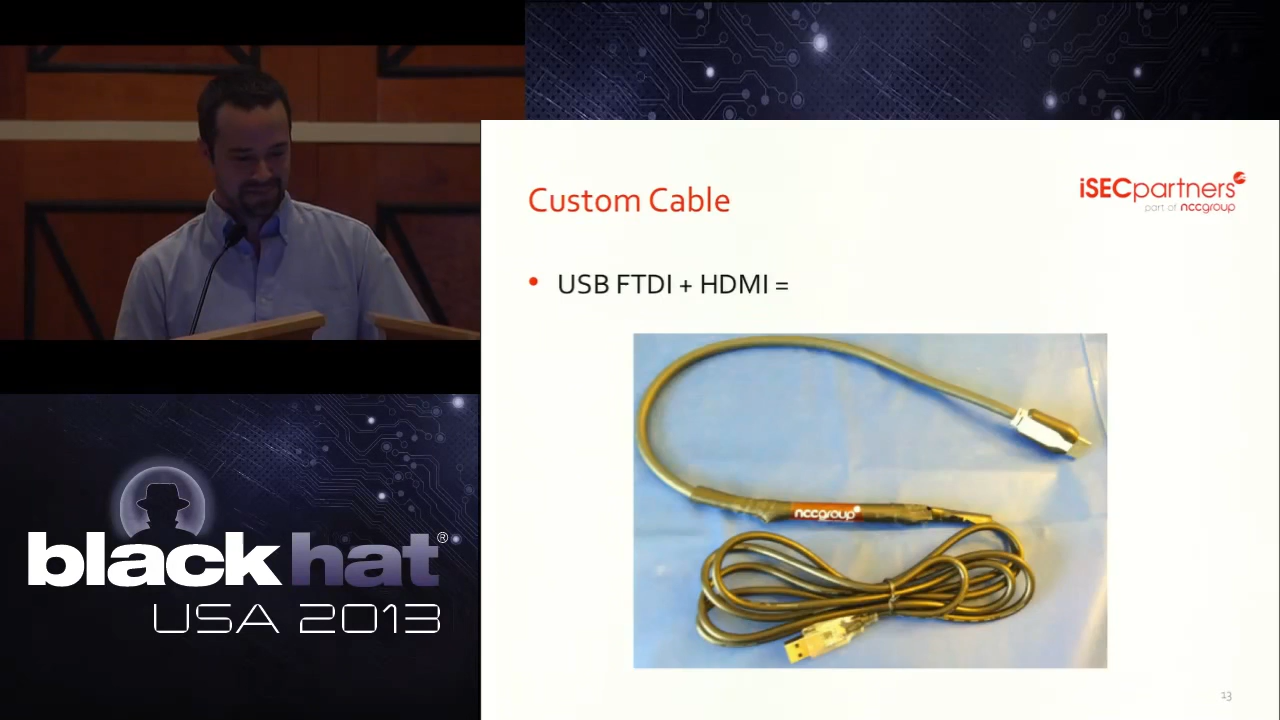 Custom Cable
iSECpartners
part of nccgroup
• USB FTDI + HDMI =
nccgroup
black hat®
USA 2013
13